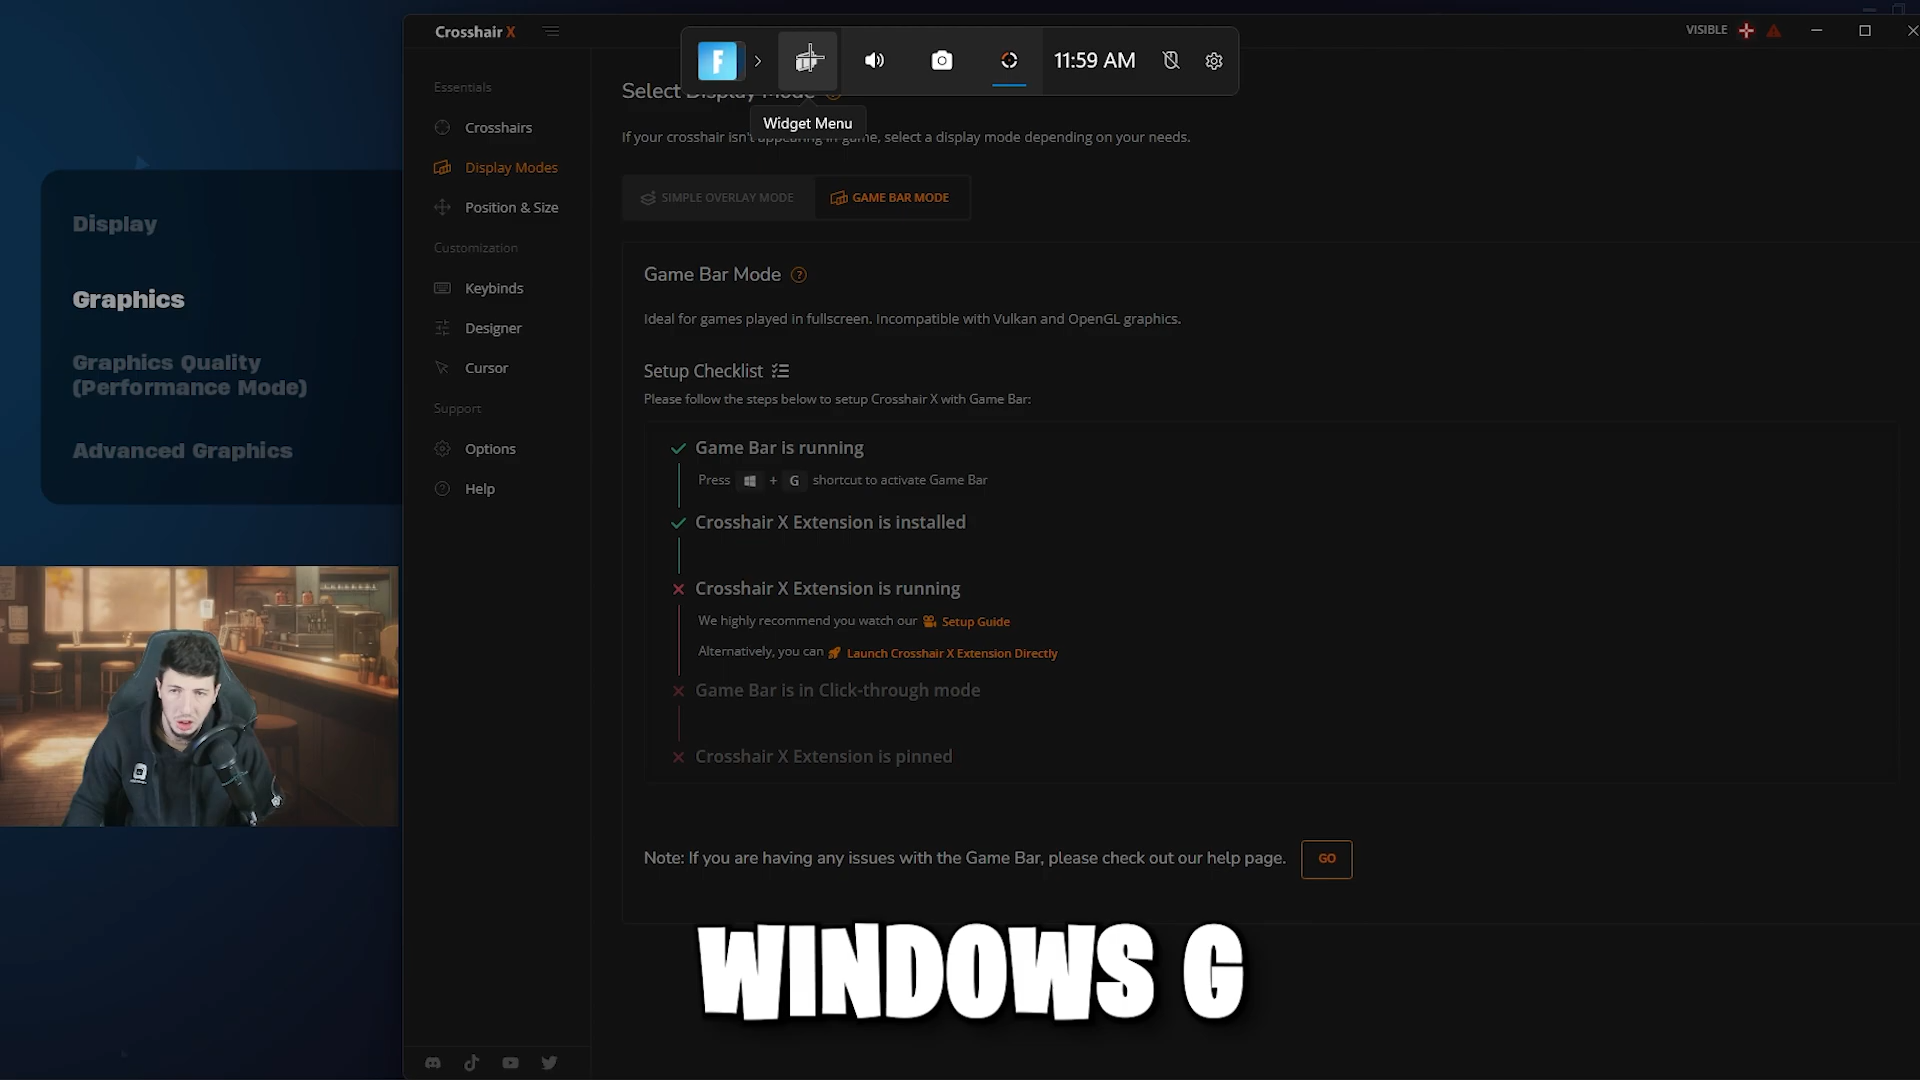 Crosshair X
VISIBLE
11:59 AM
Widget Menu
Display
Graphics
Graphics Quality
(Performance Mode)
Advanced Graphics
Essentials
Crosshairs
Display Modes
Position & Size
Customization
Keybinds
Designer
Cursor
Support
Options
Help
Select Display Mode
If your crosshair isn't appearing in game, select a display mode depending on your needs.
SIMPLE OVERLAY MODE
GAME BAR MODE
Game Bar Mode
Ideal for games played in fullscreen. Incompatible with Vulkan and OpenGL graphics.
Setup Checklist
Please follow the steps below to setup Crosshair X with Game Bar:
Game Bar is running
Press + G shortcut to activate Game Bar
Crosshair X Extension is installed
Crosshair X Extension is running
We highly recommend you watch our Setup Guide
Alternatively, you can Launch Crosshair X Extension Directly
Game Bar is in Click-through mode
Crosshair X Extension is pinned
Note: If you are having any issues with the Game Bar, please check out our help page.
GO
WINDOWS G